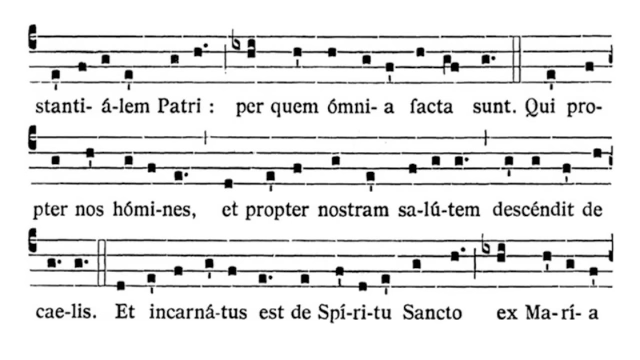 stanti- á-lem Patri : per quem ómni- a facta sunt. Qui pro-
pter nos hómi-nes, et propter nostram sa-lú-tem descéndit de
cae-lis. Et incarná-tus est de Spí-ri-tu Sancto ex Ma-rí- a